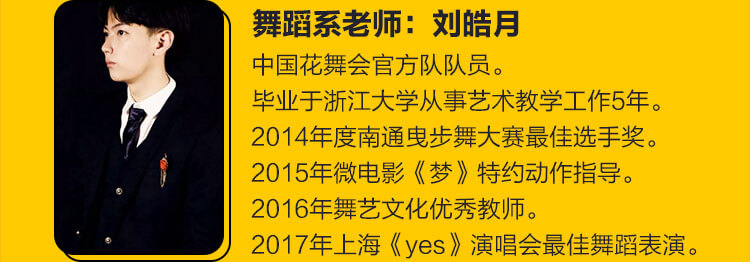 舞蹈系老师：刘皓月
中国花舞会官方队队员。
毕业于浙江大学从事艺术教学工作5年。
2014年度南通曳步舞大赛最佳选手奖。
2015年微电影《梦》特约动作指导。
2016年舞艺文化优秀教师。
2017年上海《yes》演唱会最佳舞蹈表演。